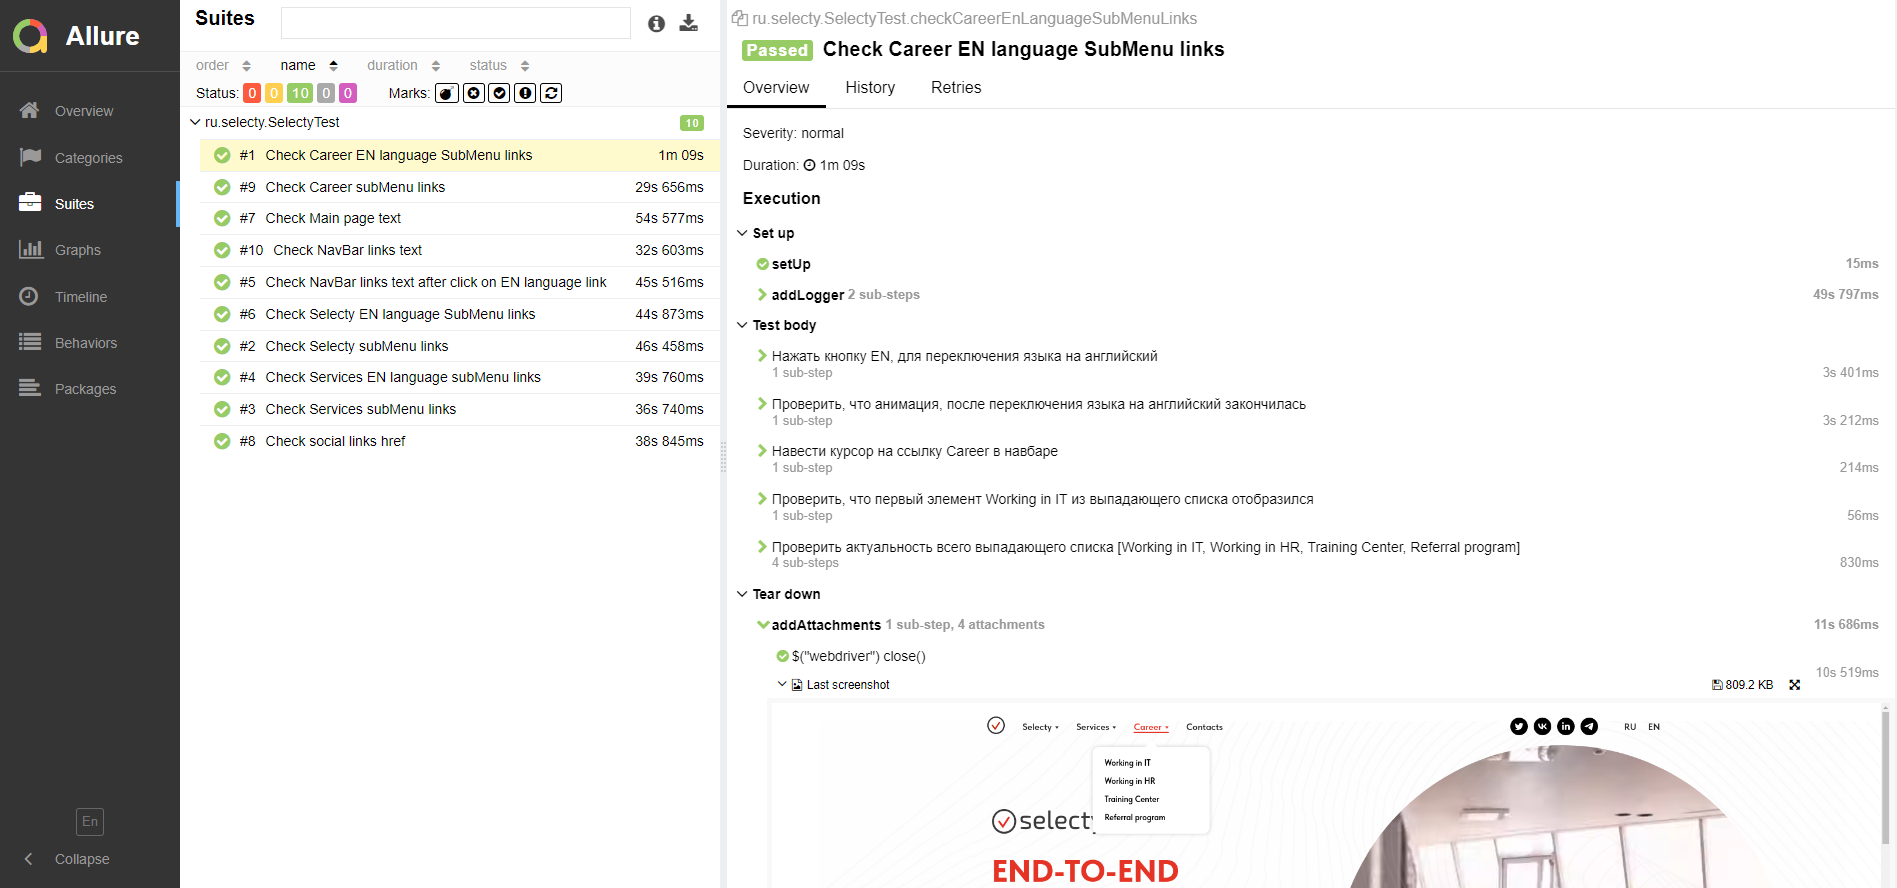 Allure
Overview
Categories
Suites
Graphs
Timeline
Behaviors
Packages
En
Collapse
Suites
order name duration status
Status: 0 0 10 0 0 Marks:
ru.selecty.SelectyTest 10
#1 Check Career EN language SubMenu links 1m 09s
#9 Check Career subMenu links 29s 656ms
#7 Check Main page text 54s 577ms
#10 Check NavBar links text 32s 603ms
#5 Check NavBar links text after click on EN language link 45s 516ms
#6 Check Selecty EN language SubMenu links 44s 873ms
#2 Check Selecty subMenu links 46s 458ms
#4 Check Services EN language subMenu links 39s 760ms
#3 Check Services subMenu links 36s 740ms
#8 Check social links href 38s 845ms
ru.selecty.SelectyTest.checkCareerEnLanguageSubMenuLinks
Passed Check Career EN language SubMenu links
Overview History Retries
Severity: normal
Duration: 1m 09s
Execution
Set up
setUp 15ms
addLogger 2 sub-steps 49s 797ms
Test body
Нажать кнопку EN, для переключения языка на английский
1 sub-step 3s 401ms
Проверить, что анимация, после переключения языка на английский закончилась
1 sub-step 3s 212ms
Навести курсор на ссылку Career в навбаре
1 sub-step 214ms
Проверить, что первый элемент Working in IT из выпадающего списка отобразился
1 sub-step 56ms
Проверить актуальность всего выпадающего списка [Working in IT, Working in HR, Training Center, Referral program]
4 sub-steps 830ms
Tear down
addAttachments 1 sub-step, 4 attachments 11s 686ms
$("webdriver") close()
10s 519ms
Last screenshot 809.2 KB
Selecty Services Career Contacts RU EN
Working in IT
Working in HR
Training Center
Referral program
selecty
END-TO-END